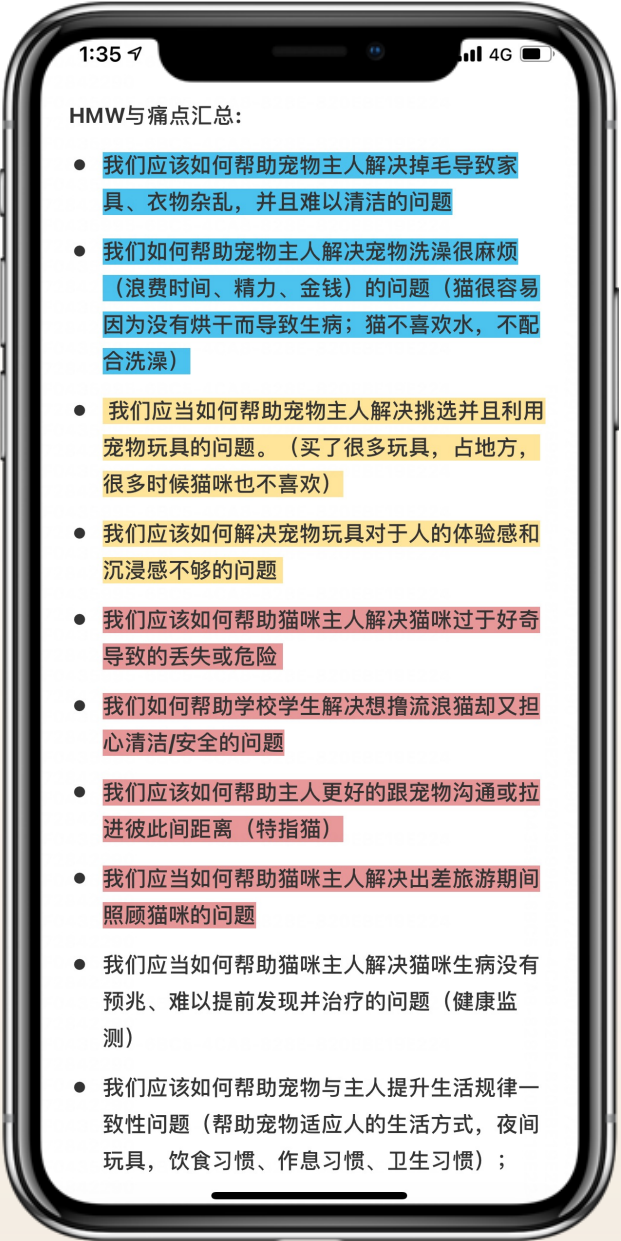 1:35
4G
HMW与痛点汇总:
● 我们应该如何帮助宠物主人解决掉毛导致家
具、衣物杂乱，并且难以清洁的问题
● 我们如何帮助宠物主人解决宠物洗澡很麻烦
（浪费时间、精力、金钱）的问题（猫很容易
因为没有烘干而导致生病；猫不喜欢水，不配
合洗澡）
● 我们应当如何帮助宠物主人解决挑选并且利用
宠物玩具的问题。（买了很多玩具，占地方，
很多时候猫咪也不喜欢）
● 我们应该如何解决宠物玩具对于人的体验感和
沉浸感不够的问题
● 我们应该如何帮助猫咪主人解决猫咪过于好奇
导致的丢失或危险
● 我们如何帮助学校学生解决想撸流浪猫却又担
心清洁/安全的问题
● 我们应该如何帮助主人更好的跟宠物沟通或拉
进彼此间距离（特指猫）
● 我们应当如何帮助猫咪主人解决出差旅游期间
照顾猫咪的问题
● 我们应当如何帮助猫咪主人解决猫咪生病没有
预兆、难以提前发现并治疗的问题（健康监
测）
● 我们应该如何帮助宠物与主人提升生活规律一
致性问题（帮助宠物适应人的生活方式，夜间
玩具，饮食习惯、作息习惯、卫生习惯）；